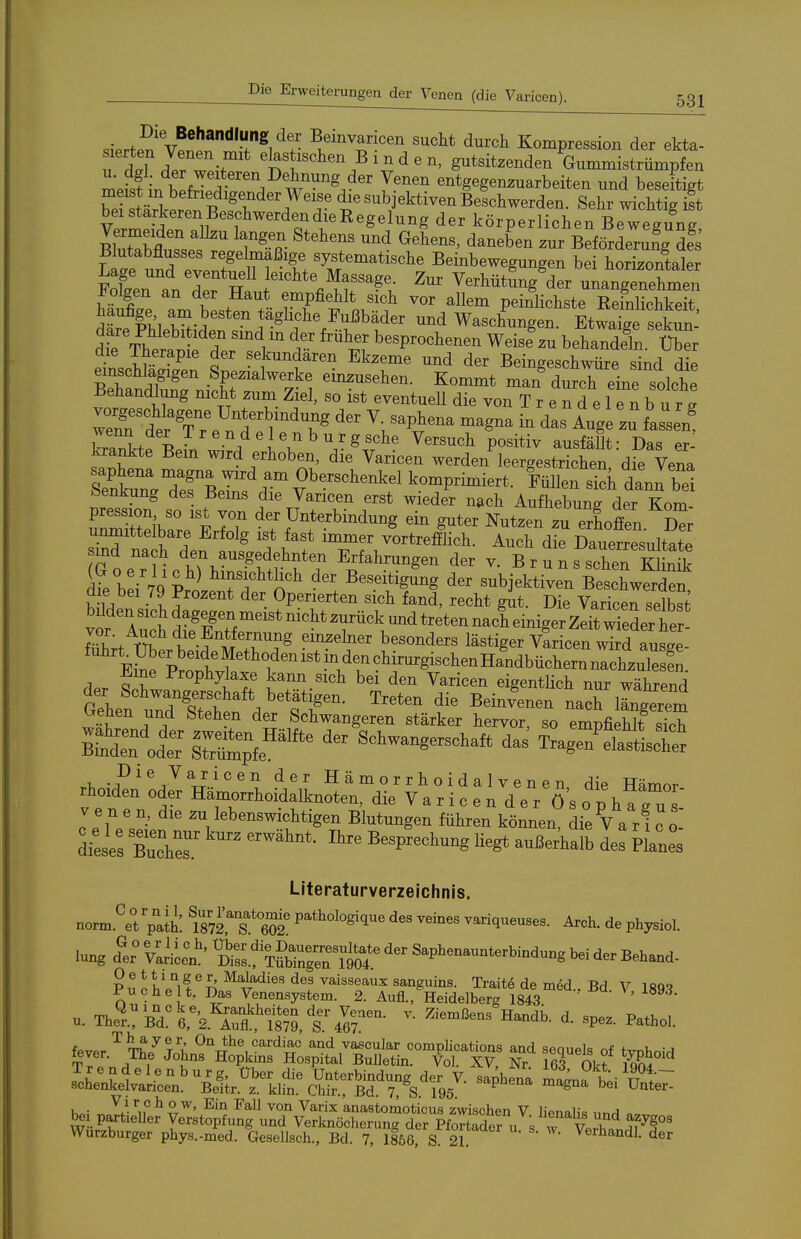 Die Erweiterungen der Venen (die Varicen). 531
Die Behandlung der Beinvaricen sucht durch Kompression der ekta-
sierten Venen mit elastischen Binden, gutsitzenden Gummistrümpfen
u. dgl. der weiteren Dehnung der Venen entgegenzuarbeiten und beseitigt
meist in befriedigender Weise die subjektiven Beschwerden. Sehr wichtig ist
bei stärkeren Beschwerden die Regelung der körperlichen Bewegung,
Vermeiden allzu langen Stehens und Gehens, daneben zur Beförderung des
Blutabflusses regelmäßige systematische Beinbewegungen bei horizontaler
Lage und eventuell leichte Massage. Zur Verhütung der unangenehmen
Folgen an der Haut empfiehlt sich vor allem peinlichste Reinlichkeit,
häufige, am besten tägliche Fußbäder und Waschungen. Etwaige sekun-
däre Phlebitiden sind in der früher besprochenen Weise zu behandeln. Über
die Therapie der sekundären Ekzeme und der Beingeschwüre sind die
einschlägigen Spezialwerke einzusehen. Kommt man durch eine solche
Behandlung nicht zum Ziel, so ist eventuell die von Trendelenburg
vorgeschlagene Unterbindung der V. saphena magna in das Auge zu fassen,
wenn der Trendelenburgsche Versuch positiv ausfällt: Das er-
krankte Bein wird erhoben, die Varicen werden leergestrichen, die Vena
saphena magna wird am Oberschenkel komprimiert. Füllen sich dann bei
Senkung des Beins die Varicen erst wieder nach Aufhebung der Kom-
pression, so ist von der Unterbindung ein guter Nutzen zu erhoffen. Der
unmittelbare Erfolg ist fast immer vortrefflich. Auch die Dauerresultate
sind nach den ausgedehnten Erfahrungen der v. Brunsschen Klinik
(Goerlich) hinsichtlich der Beseitigung der subjektiven Beschwerden,
die bei 79 Prozent der Operierten sich fand, recht gut. Die Varicen selbst
bilden sich dagegen meist nicht zurück und treten nach einiger Zeit wieder her-
vor. Auch die Entfernung einzelner besonders lästiger Varicen wird ausge-
führt. Über beide Methoden ist in den chirurgischen Handbüchern nachzulesen.
Eine Prophylaxe kann sich bei den Varicen eigentlich nur während
der Schwangerschaft betätigen. Treten die Beinvenen nach längerem
Gehen und Stehen der Schwangeren stärker hervor, so empfiehlt sich
während der zweiten Hälfte der Schwangerschaft das Tragen elastischer
Binden oder Strümpfe.
Die Varicen der Hämorrhoidalvenen, die Hämor-
rhoiden oder Hämorrhoidalknoten, die Varicen der Ösophagus-
venen, die zu lebenswichtigen Blutungen führen können, die Varico-
celе seien nur kurz erwähnt. Ihre Besprechung liegt außerhalb des Planes
dieses Buches.
Literaturverzeichnis.
Cornil, Sur l'anatomie pathologique des veines variqueuses. Arch. de physiol.
norm. et path. 1872, S. 602.
Goerlich, Über die Dauerresultate der Saphenaunterbindung bei der Behand-
lung der Varicen. Diss., Tübingen 1904.
Oettinger, Maladies des vaisseaux sanguins. Traité de méd., Bd. V, 1893.
Puchelt. Das Venensystem. 2. Aufl., Heidelberg 1843.
Quincke, Krankheiten der Venen. v. Ziemßens Handb. d. spez. Pathol.
u. Ther., Bd. 6, 2. Aufl., 1879, S. 467.
Thayer, On the cardiac and vascular complications and sequels of typhoid
fever. The Johns Hopkins Hospital Bulletin. Vol. XV, Nr. 163, Okt. 1904.—
Trendelenburg, Über die Unterbindung der V. saphena magna bei Unter-
schenkelvaricen. Beitr. z. klin. Chir., Bd. 7, S. 195.
Virchow, Ein Fall von Varix anastomoticus zwischen V. lienalis und azygos
bei partieller Verstopfung und Verknöcherung der Pfortader u. s. w. Verhandl. der
Würzburger phys.-med. Gesellsch., Bd. 7, 1856, S. 21.